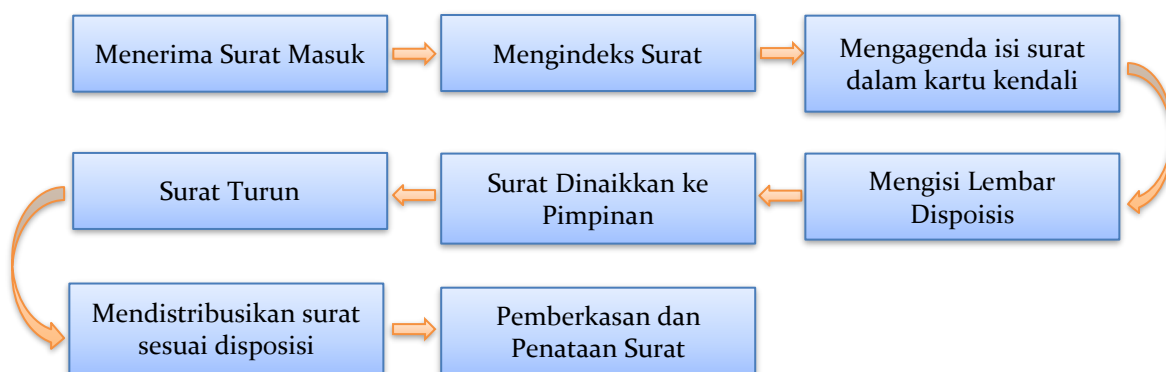 Menerima Surat Masuk
Mengindeks Surat
Mengagenda isi surat
dalam kartu kendali
Mengisi Lembar
Dispoisis
Surat Dinaikkan ke
Pimpinan
Surat Turun
Mendistribusikan surat
sesuai disposisi
Pemberkasan dan
Penataan Surat